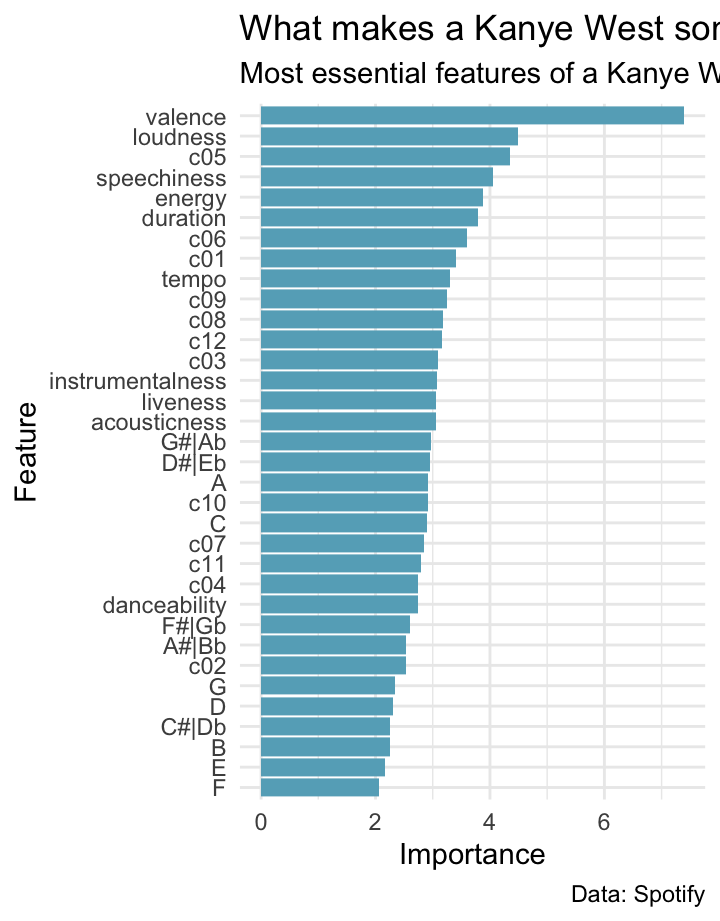 What makes a Kanye West
Most essential features of a Kanye
valence
loudness
c05
speechiness
energy
duration
c06
c01
tempo
c09
c08
c12
c03
instrumentalness
liveness
acousticness
G#|Ab
D#|Eb
A
c10
C
c07
c11
c04
danceability
F#|Gb
A#|Bb
c02
G
D
C#|Db
B
E
F
Feature
0 2 4 6
Importance
Data: Spotify